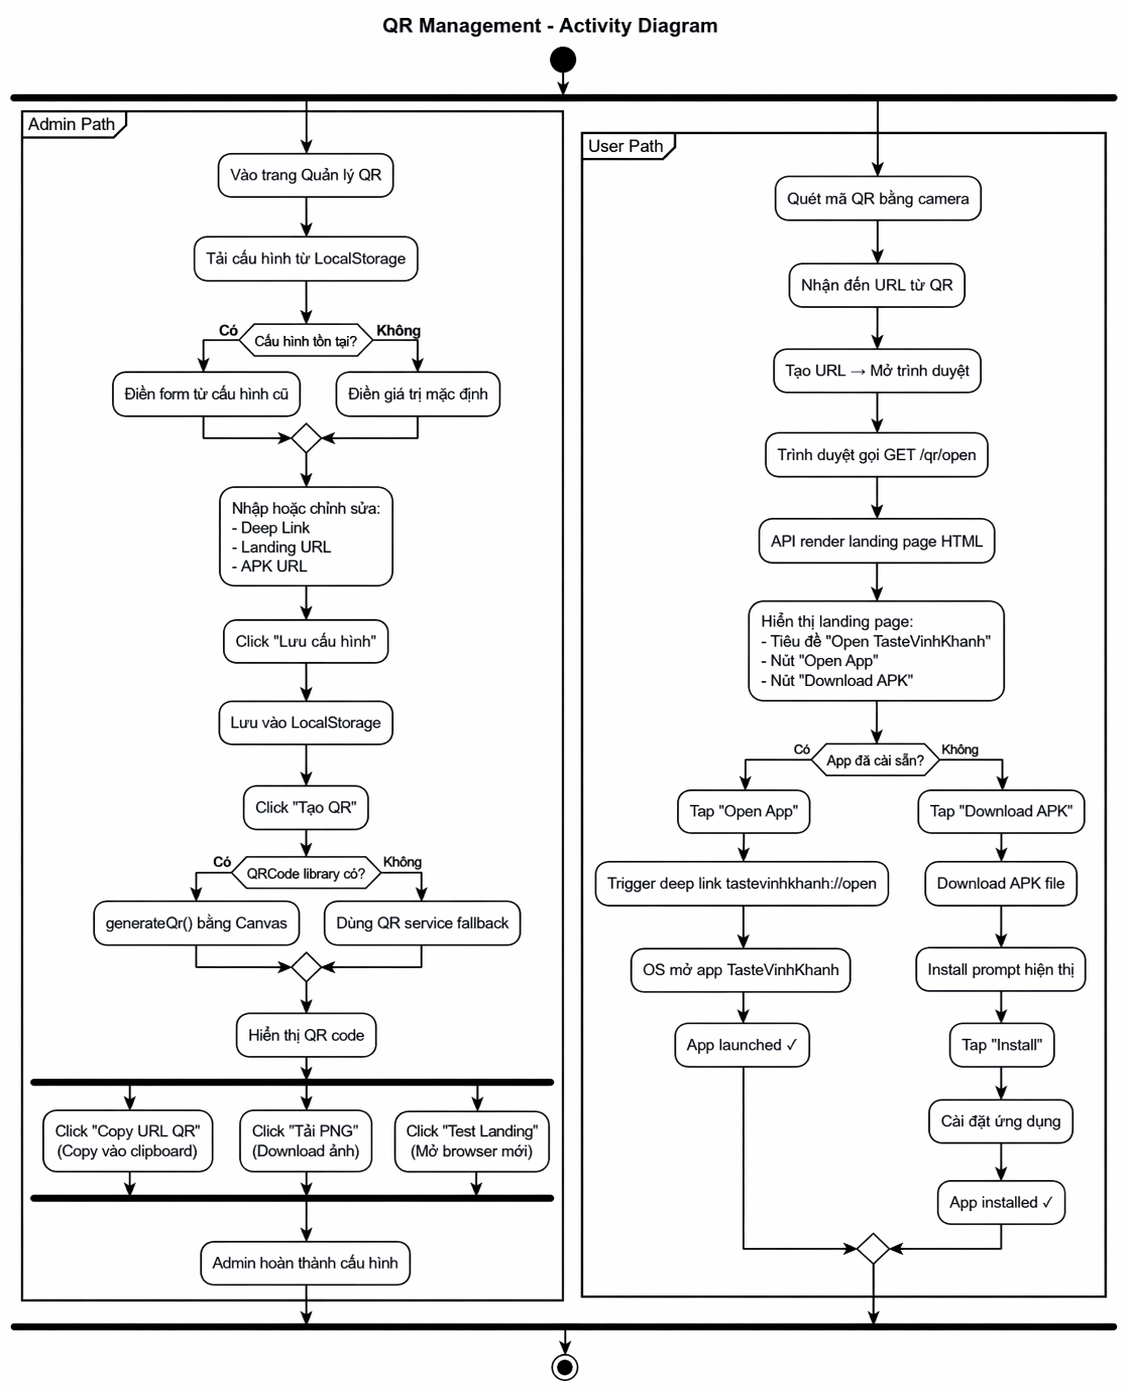 QR Management - Activity Diagram
Admin Path
Vào trang Quản lý QR
Tải cấu hình từ LocalStorage
Có
Cấu hình tồn tại?
Không
Điền form từ cấu hình cũ
Điền giá trị mặc định
Nhập hoặc chỉnh sửa:
- Deep Link
- Landing URL
- APK URL
Click "Lưu cấu hình"
Lưu vào LocalStorage
Click "Tạo QR"
Có
QRCode library có?
Không
generateQr() bằng Canvas
Dùng QR service fallback
Hiển thị QR code
Click "Copy URL QR"
(Copy vào clipboard)
Click "Tải PNG"
(Download ảnh)
Click "Test Landing"
(Mở browser mới)
Admin hoàn thành cấu hình
User Path
Quét mã QR bằng camera
Nhận đến URL từ QR
Tạo URL → Mở trình duyệt
Trình duyệt gọi GET /qr/open
API render landing page HTML
Hiển thị landing page:
- Tiêu đề "Open TasteVinhKhanh"
- Nút "Open App"
- Nút "Download APK"
Có
App đã cài sẵn?
Không
Tap "Open App"
Trigger deep link tastevinhkhanh://open
OS mở app TasteVinhKhanh
App launched ✓
Tap "Download APK"
Download APK file
Install prompt hiện thị
Tap "Install"
Cài đặt ứng dụng
App installed ✓